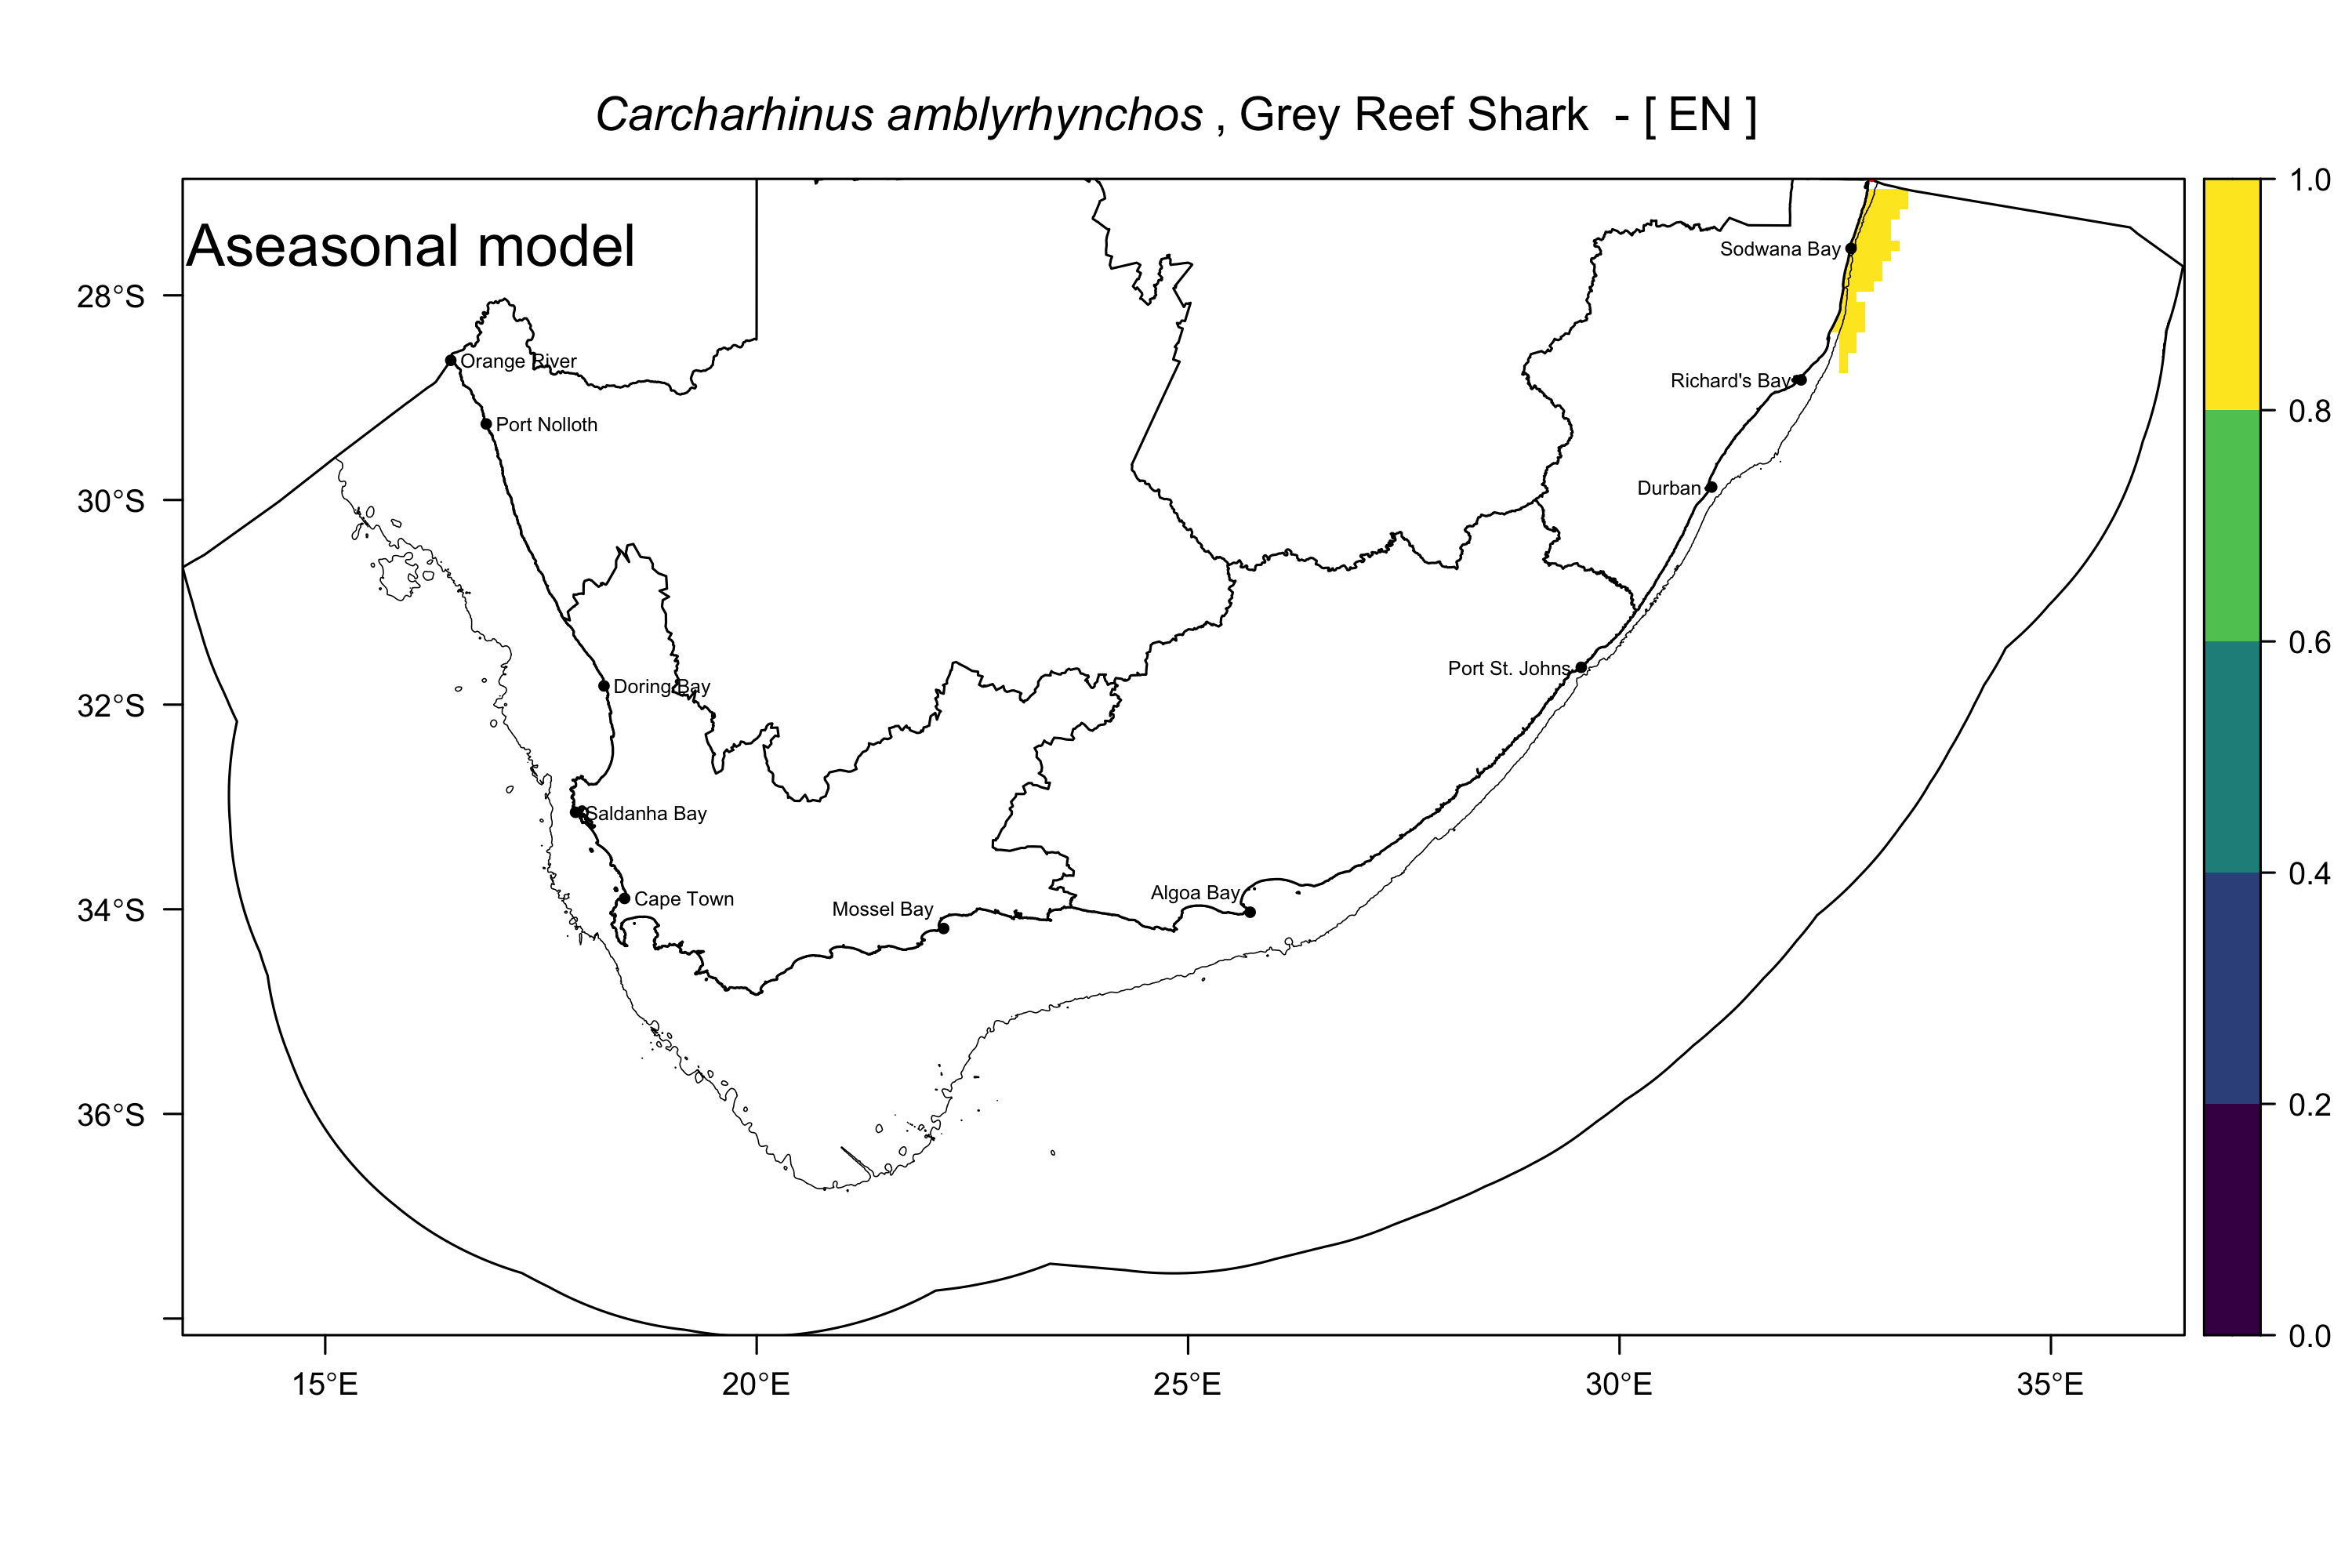 Carcharhinus amblyrhynchos , Grey Reef Shark - [ EN ]
Aseasonal model
28°S
30°S
32°S
34°S
36°S
15°E
20°E
25°E
30°E
35°E
Orange River
Port Nolloth
Doring Bay
Saldanha Bay
Cape Town
Mossel Bay
Algoa Bay
Port St. Johns
Durban
Richard's Bay
Sodwana Bay
1.0
0.8
0.6
0.4
0.2
0.0